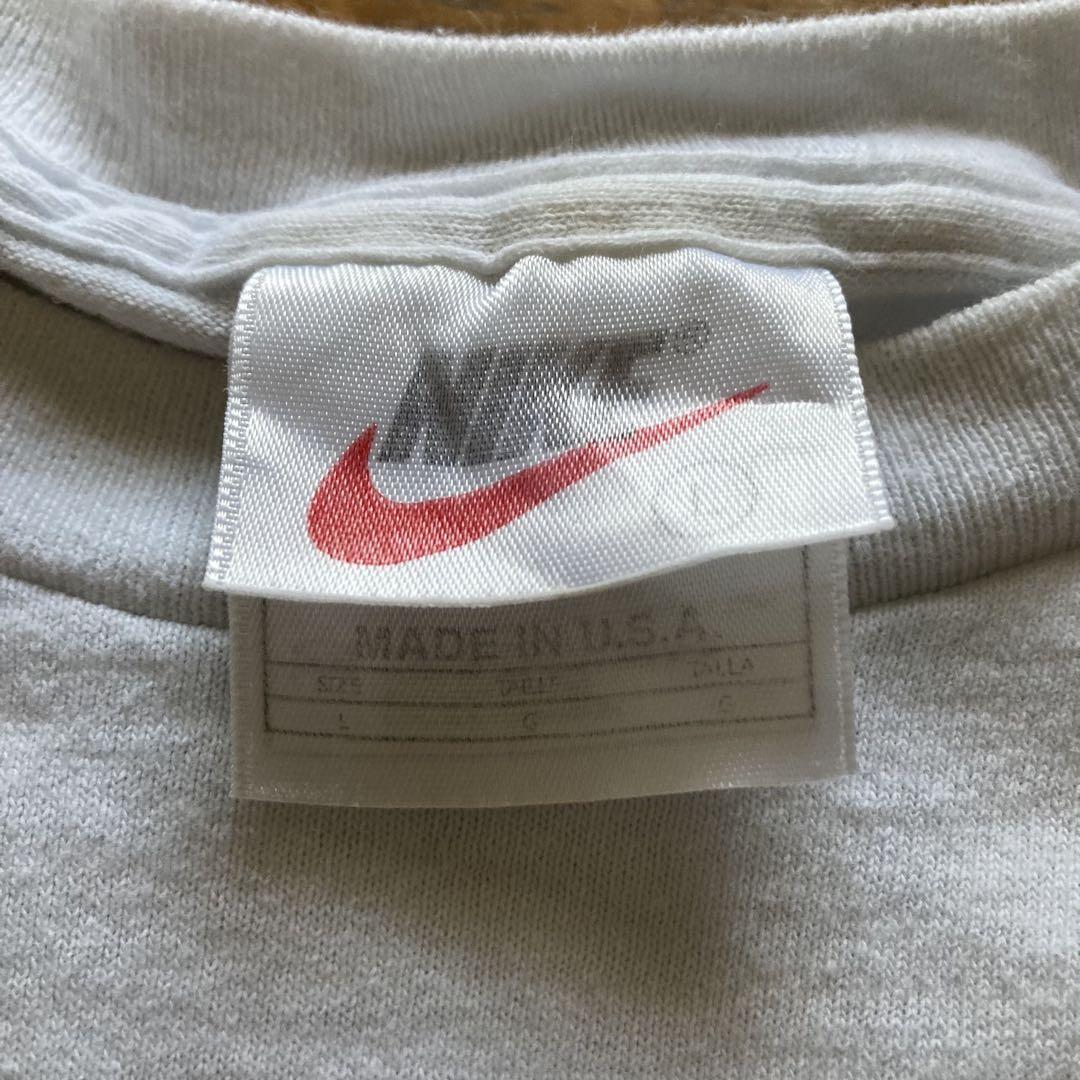 NIKE®
L
MADE IN U.S.A.
SIZE TAILLE TALLA
L G G